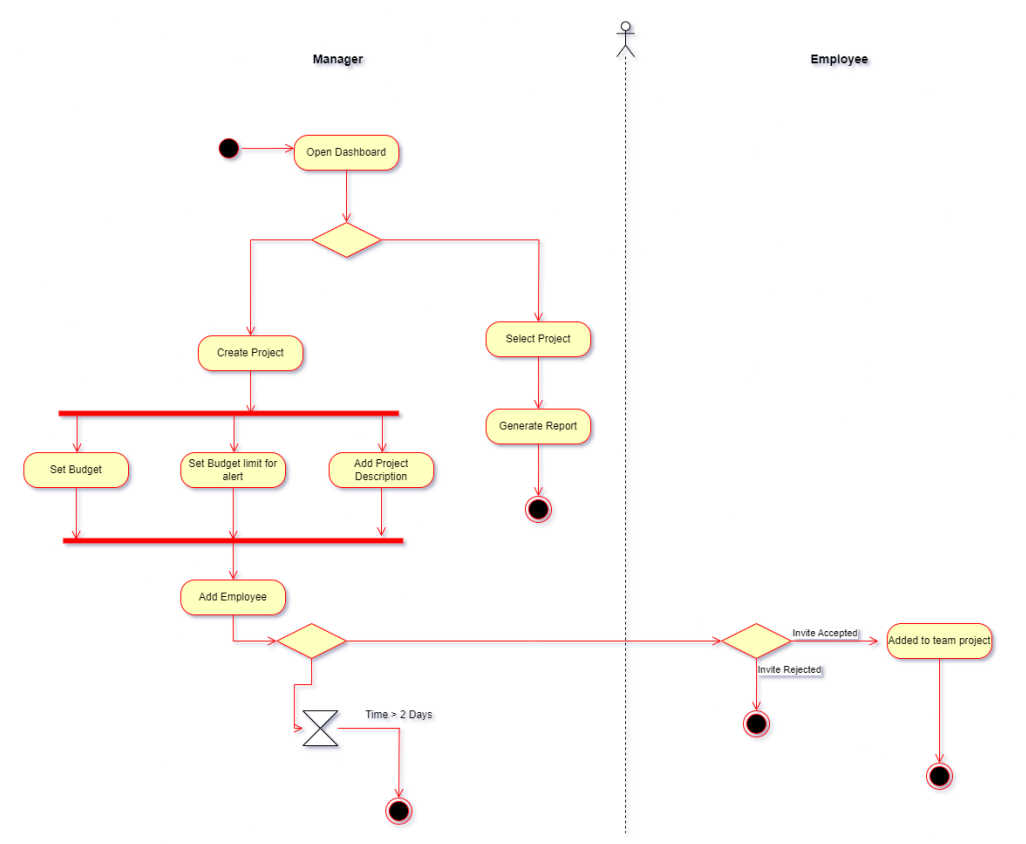 Manager
Employee
Open Dashboard
Create Project
Select Project
Generate Report
Set Budget
Set Budget limit for
alert
Add Project
Description
Add Employee
Invite Accepted
Added to team project
Invite Rejected
Time > 2 Days